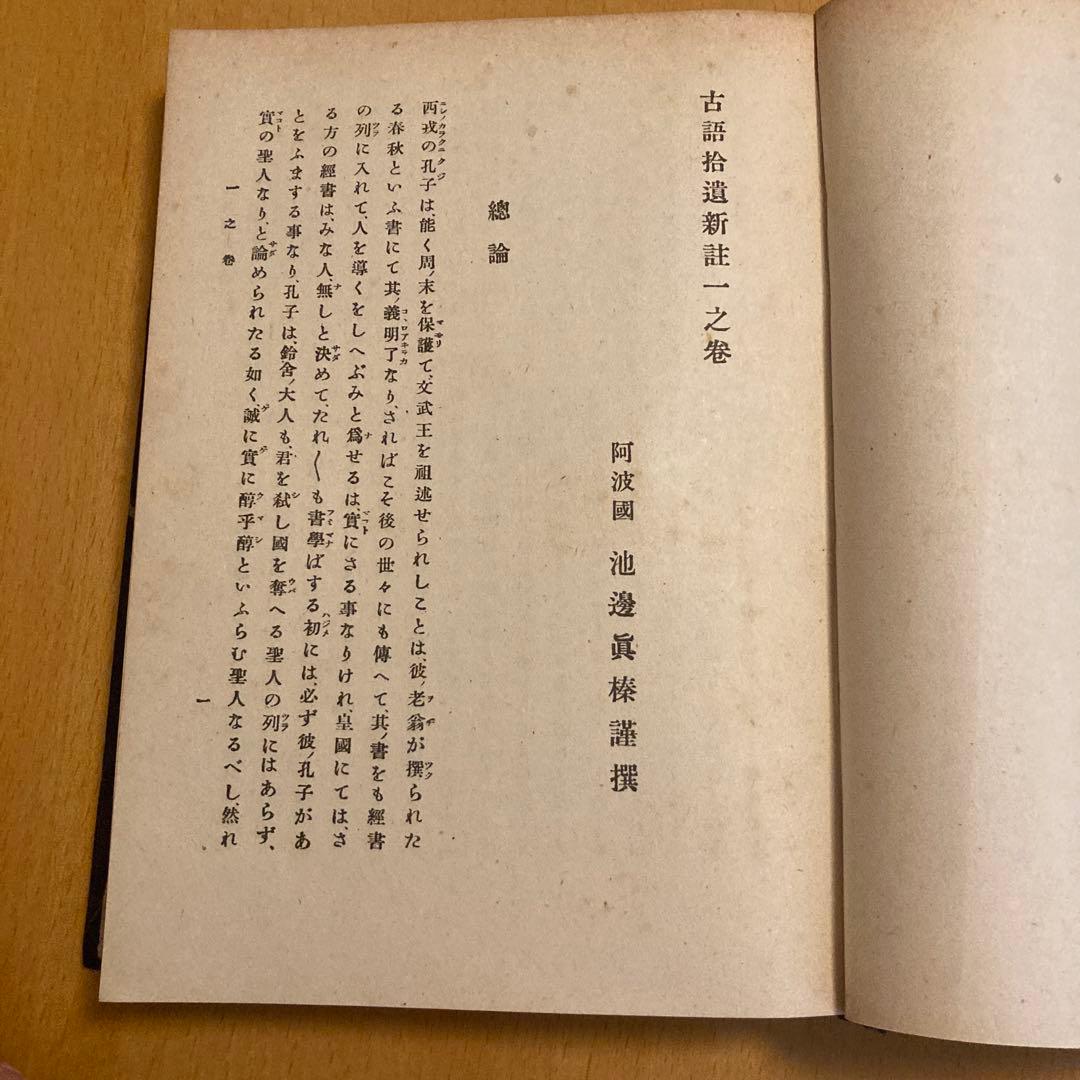 古語拾遺新註一之卷
阿波國 池邊眞榛謹撰
總論
西戎の孔子は、能く周ノ末を保護て、文武王を祖述せられしことは、彼ノ老翁が撰られた
る春秋といふ書にて其ノ義明了なり、さればこそ後の世々にも傳へて、其ノ書をも經書
の列に入れて、人を導くをしへぶみと爲せるは、實にさる事なりけれ、皇國にては、さ
る方の經書は、みな人、無しと決めて、たれ〳〵も書學ばする初には、必ず彼ノ孔子があ
とをふまする事なり、孔子は、鈴舍ノ大人も、君を弑し國を奪へる聖人の列にはあらず、
實の聖人なり、と論められたる如く、誠に實に醇乎醇といふらむ聖人なるべし、然れ
一之卷
一